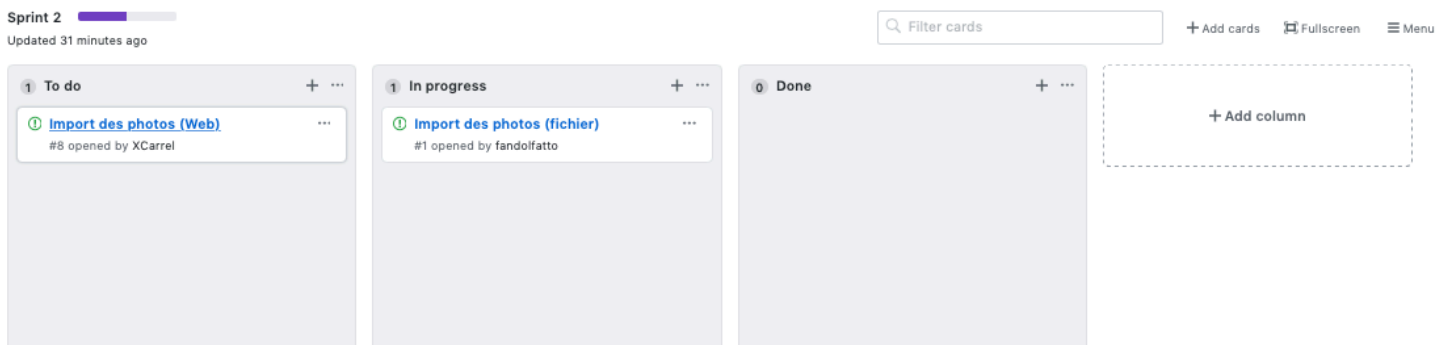 Sprint 2
Updated 31 minutes ago
Filter cards
Add cards
Fullscreen
Menu
1 To do
Import des photos (Web)
#8 opened by XCarrel
1 In progress
Import des photos (fichier)
#1 opened by fandolfatto
0 Done
+ Add column